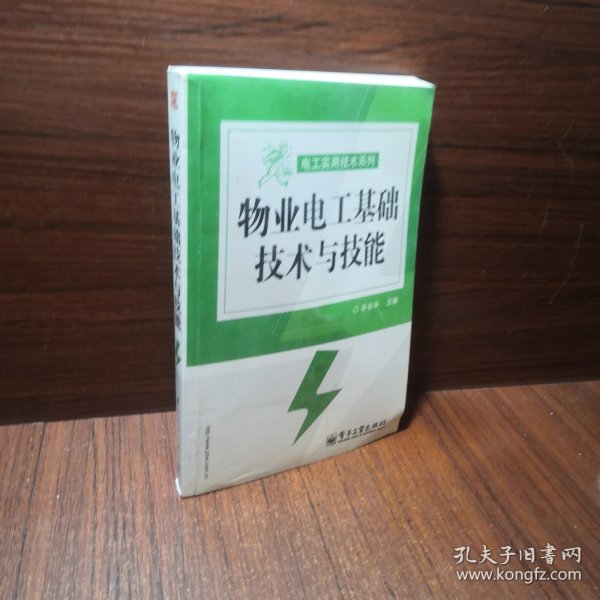 电工实用技术系列
物业电工基础
技术与技能
主编
电子工业出版社
物业电工基础技术与技能
孔夫子旧书网
www.kongfz.com